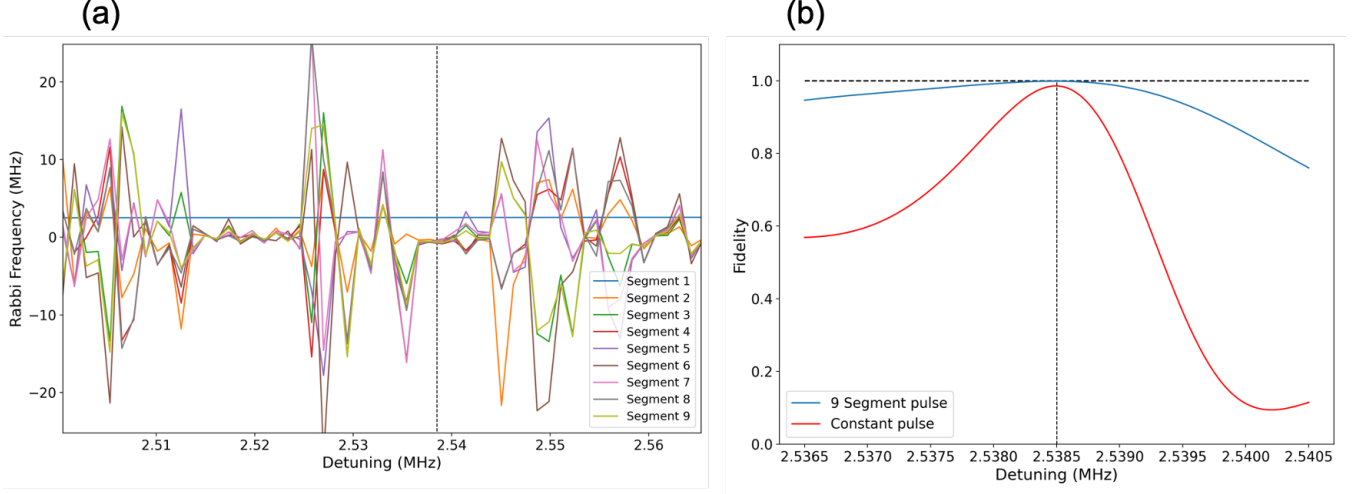 (a)
(b)
20
10
0
−10
−20
Rabbi Frequency (MHz)
2.51
2.52
2.53
2.54
2.55
2.56
Detuning (MHz)
Segment 1
Segment 2
Segment 3
Segment 4
Segment 5
Segment 6
Segment 7
Segment 8
Segment 9
1.0
0.8
0.6
0.4
0.2
0.0
Fidelity
2.5365
2.5370
2.5375
2.5380
2.5385
2.5390
2.5395
2.5400
2.5405
Detuning (MHz)
9 Segment pulse
Constant pulse